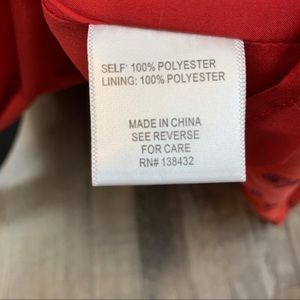 SELF: 100% POLYESTER
LINING: 100% POLYESTER
MADE IN CHINA
SEE REVERSE
FOR CARE
RN# 138432